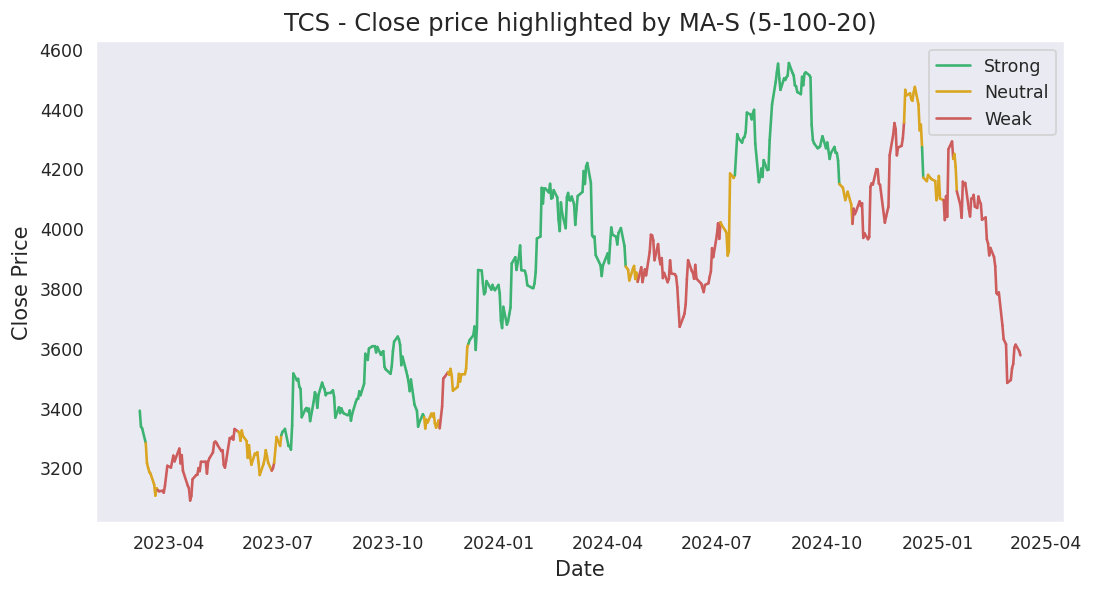 TCS - Close price highlighted by MA-S (5-100-20)
Strong
Neutral
Weak
Close Price
4600
4400
4200
4000
3800
3600
3400
3200
2023-04 2023-07 2023-10 2024-01 2024-04 2024-07 2024-10 2025-01 2025-04
Date